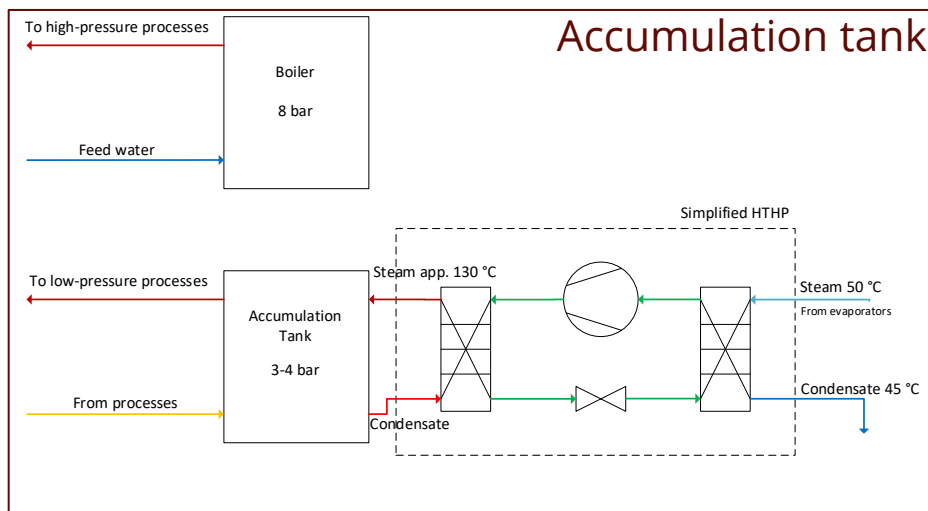 Accumulation tank
To high-pressure processes
Boiler
8 bar
Feed water
Simplified HTHP
To low-pressure processes
Steam app. 130 °C
Steam 50 °C
From evaporators
Accumulation
Tank
3-4 bar
From processes
Condensate
Condensate 45 °C